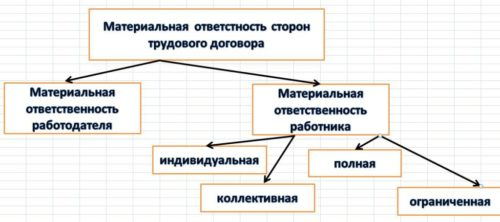 Материальная ответстность сторон
трудового договора
Материальная
ответственность
работодателя
Материальная
ответственность
работника
индивидуальная
полная
коллективная
ограниченная